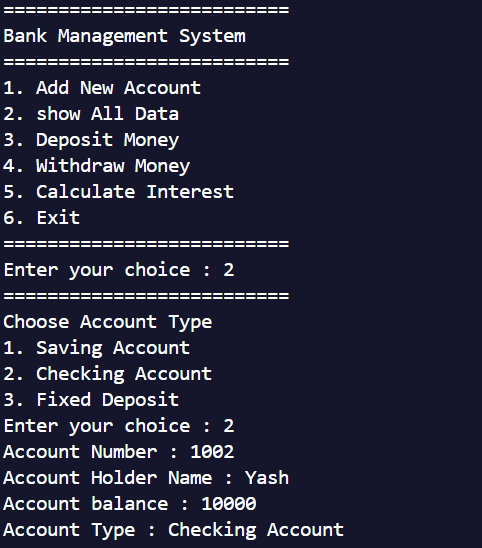 ==========================
Bank Management System
==========================
1. Add New Account
2. show All Data
3. Deposit Money
4. Withdraw Money
5. Calculate Interest
6. Exit
==========================
Enter your choice : 2
==========================
Choose Account Type
1. Saving Account
2. Checking Account
3. Fixed Deposit
Enter your choice : 2
Account Number : 1002
Account Holder Name : Yash
Account balance : 10000
Account Type : Checking Account